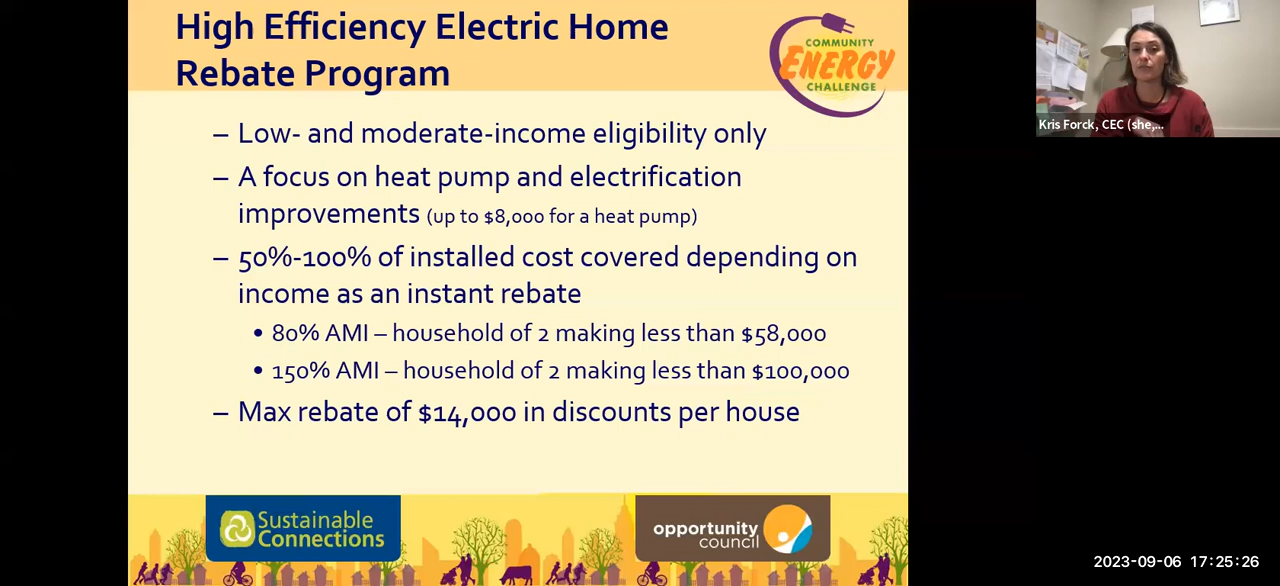 High Efficiency Electric Home
Rebate Program
COMMUNITY
ENERGY
CHALLENGE
– Low- and moderate-income eligibility only
– A focus on heat pump and electrification
improvements (up to $8,000 for a heat pump)
– 50%-100% of installed cost covered depending on
income as an instant rebate
• 80% AMI – household of 2 making less than $58,000
• 150% AMI – household of 2 making less than $100,000
– Max rebate of $14,000 in discounts per house
Sustainable
Connections
opportunity
council
Kris Forck, CEC (she,...
2023-09-06 17:25:26